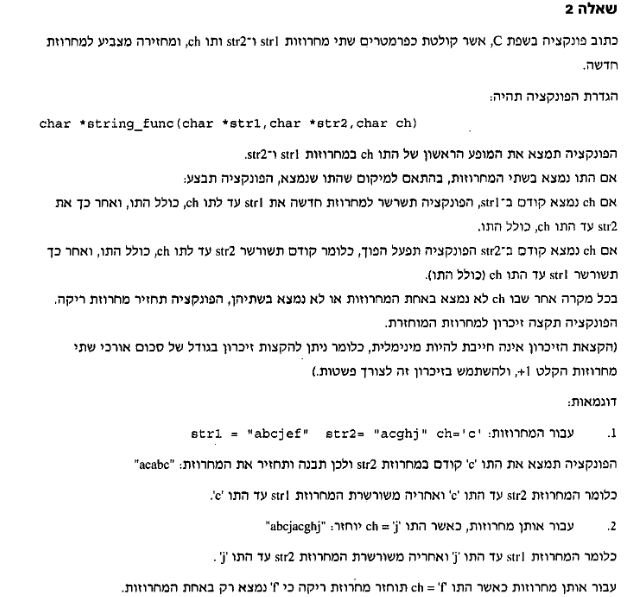 שאלה 2
כתוב פונקציה בשפת C, אשר קולטת כפרמטרים שתי מחרוזות str1 ו־str2 ותו ch, ומחזירה מצביע למחרוזת
חדשה.
הגדרת הפונקציה תהיה:
char *string_func(char *str1,char *str2,char ch)
הפונקציה תמצא את המופע הראשון של התו ch במחרוזות str1 ו־str2.
אם התו נמצא בשתי המחרוזות, בהתאם למיקום שהתו שנמצא, הפונקציה תבצע:
אם ch נמצא קודם ב־str1, הפונקציה תשרשר למחרוזת חדשה את str1 עד לתו ch, כולל התו, ואחר כך את
str2 עד התו ch, כולל התו.
אם ch נמצא קודם ב־str2 הפונקציה תפעל הפוך, כלומר קודם תשורשר str2 עד לתו ch, כולל התו, ואחר כך
תשורשר str1 עד התו ch (כולל התו).
בכל מקרה אחר שבו ch לא נמצא באחת המחרוזות או לא נמצא בשתיהן, הפונקציה תחזיר מחרוזת ריקה.
הפונקציה תקצה זיכרון למחרוזת המוחזרת.
(הקצאת הזיכרון אינה חייבת להיות מינימלית, כלומר ניתן להקצות זיכרון בגודל של סכום אורכי שתי
מחרוזות הקלט +1, ולהשתמש בזיכרון זה לצורך פשטות.)
דוגמאות:
1. עבור המחרוזות: str1 = "abcjef" str2= "acghj" ch='c'
הפונקציה תמצא את התו 'c' קודם במחרוזת str2 ולכן תבנה ותחזיר את המחרוזת: "acabc"
כלומר המחרוזת str2 עד התו 'c' ואחריה משורשרת המחרוזת str1 עד התו 'c'.
2. עבור אותן מחרוזות, כאשר התו ch = 'j' יוחזר: "abcjacghj"
כלומר המחרוזת str1 עד התו 'j' ואחריה משורשרת המחרוזת str2 עד התו 'j' .
עבור אותן מחרוזות כאשר התו ch = 'f' תוחזר מחרוזת ריקה כי 'f' נמצא רק באחת המחרוזות.